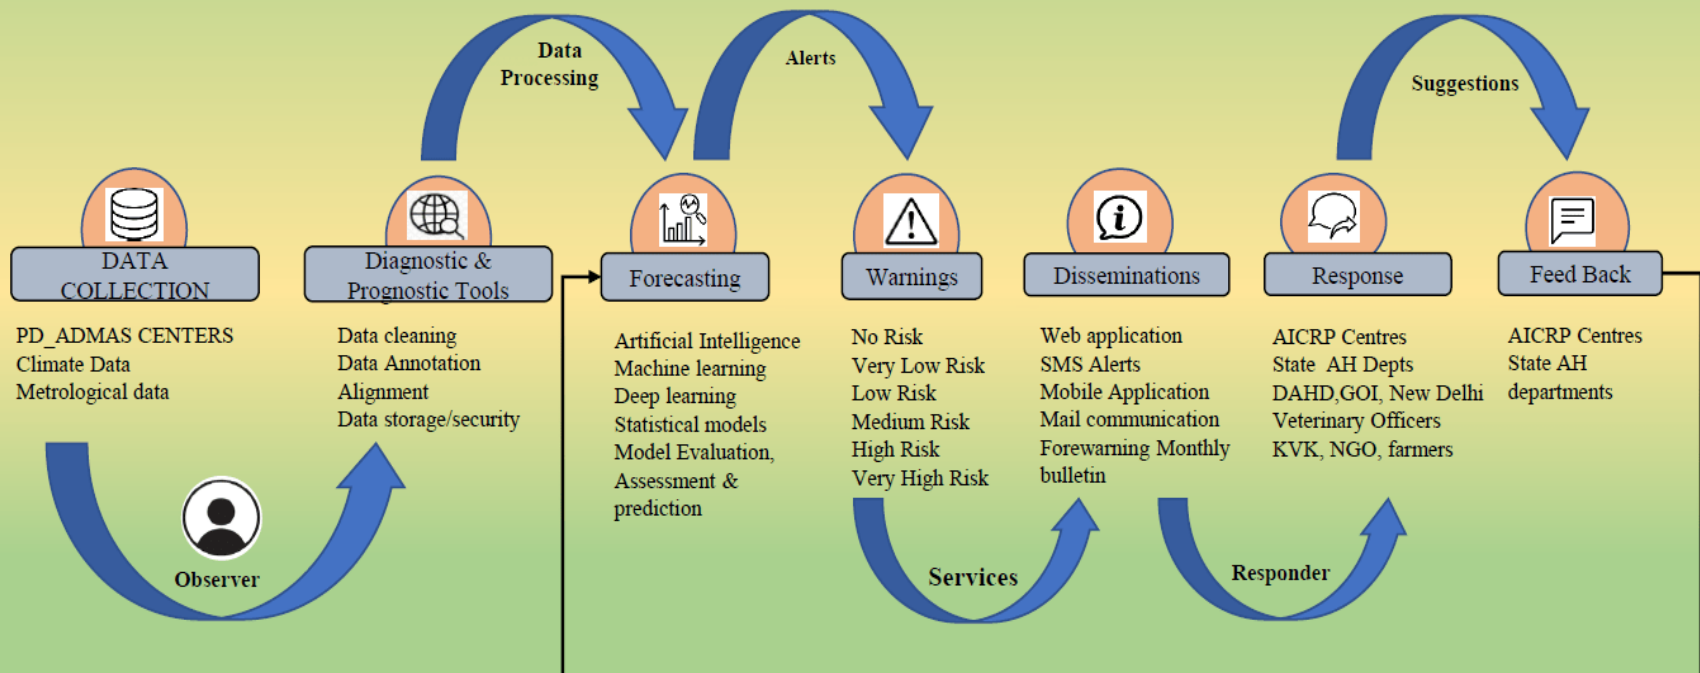 Data
Processing
Alerts
Suggestions
DATA
COLLECTION
PD_ADMAS CENTERS
Climate Data
Metrological data
Observer
Diagnostic &
Prognostic Tools
Data cleaning
Data Annotation
Alignment
Data storage/security
Forecasting
Artificial Intelligence
Machine learning
Deep learning
Statistical models
Model Evaluation,
Assessment &
prediction
Warnings
No Risk
Very Low Risk
Low Risk
Medium Risk
High Risk
Very High Risk
Services
Disseminations
Web application
SMS Alerts
Mobile Application
Mail communication
Forewarning Monthly
bulletin
Responder
Response
AICRP Centres
State AH Depts
DAHD,GOI, New Delhi
Veterinary Officers
KVK, NGO, farmers
Feed Back
AICRP Centres
State AH
departments